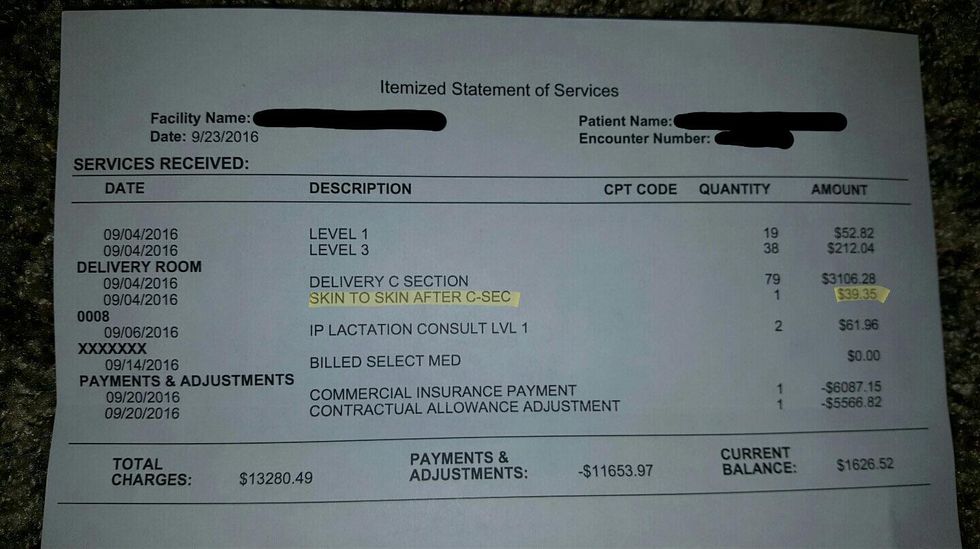 Itemized Statement of Services
Facility Name: Patient Name:
Date: 9/23/2016 Encounter Number:
SERVICES RECEIVED:
DATE DESCRIPTION CPT CODE QUANTITY AMOUNT
09/04/2016 LEVEL 1 19 $52.82
09/04/2016 LEVEL 3 38 $212.04
DELIVERY ROOM
09/04/2016 DELIVERY C SECTION 79 $3106.28
09/04/2016 SKIN TO SKIN AFTER C-SEC 1 $39.35
0008
09/06/2016 IP LACTATION CONSULT LVL 1 2 $61.96
XXXXXXX
09/14/2016 BILLED SELECT MED $0.00
PAYMENTS & ADJUSTMENTS
09/20/2016 COMMERCIAL INSURANCE PAYMENT 1 -$6087.15
09/20/2016 CONTRACTUAL ALLOWANCE ADJUSTMENT 1 -$5566.82
TOTAL PAYMENTS & CURRENT
CHARGES: $13280.49 ADJUSTMENTS: -$11653.97 BALANCE: $1626.52